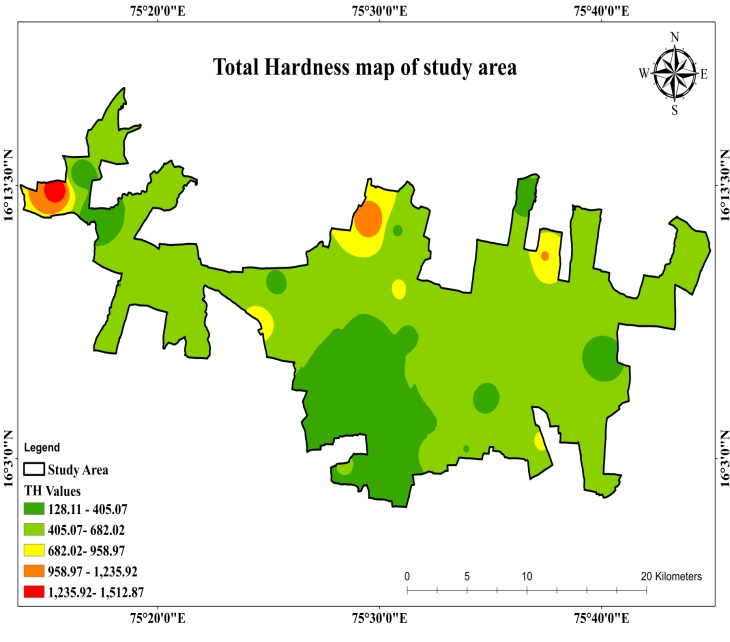 75°20'0"E 75°30'0"E 75°40'0"E
Total Hardness map of study area
N
W E
S
16°13'30"N 16°13'30"N
16°3'0"N 16°3'0"N
Legend
Study Area
TH Values
128.11 - 405.07
405.07- 682.02
682.02- 958.97
958.97 - 1,235.92
1,235.92- 1,512.87
0 5 10 20 Kilometers
75°20'0"E 75°30'0"E 75°40'0"E